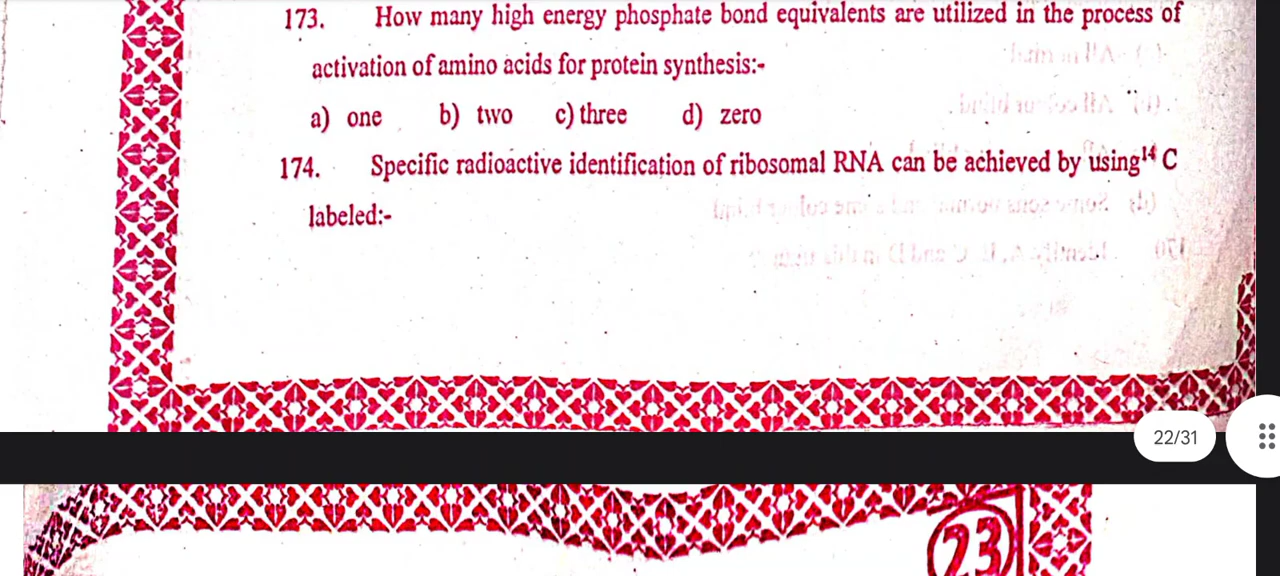 173. How many high energy phosphate bond equivalents are utilized in the process of
activation of amino acids for protein synthesis:-
a) one b) two c) three d) zero
174. Specific radioactive identification of ribosomal RNA can be achieved by using ¹⁴ C
labeled:-
22/31
23